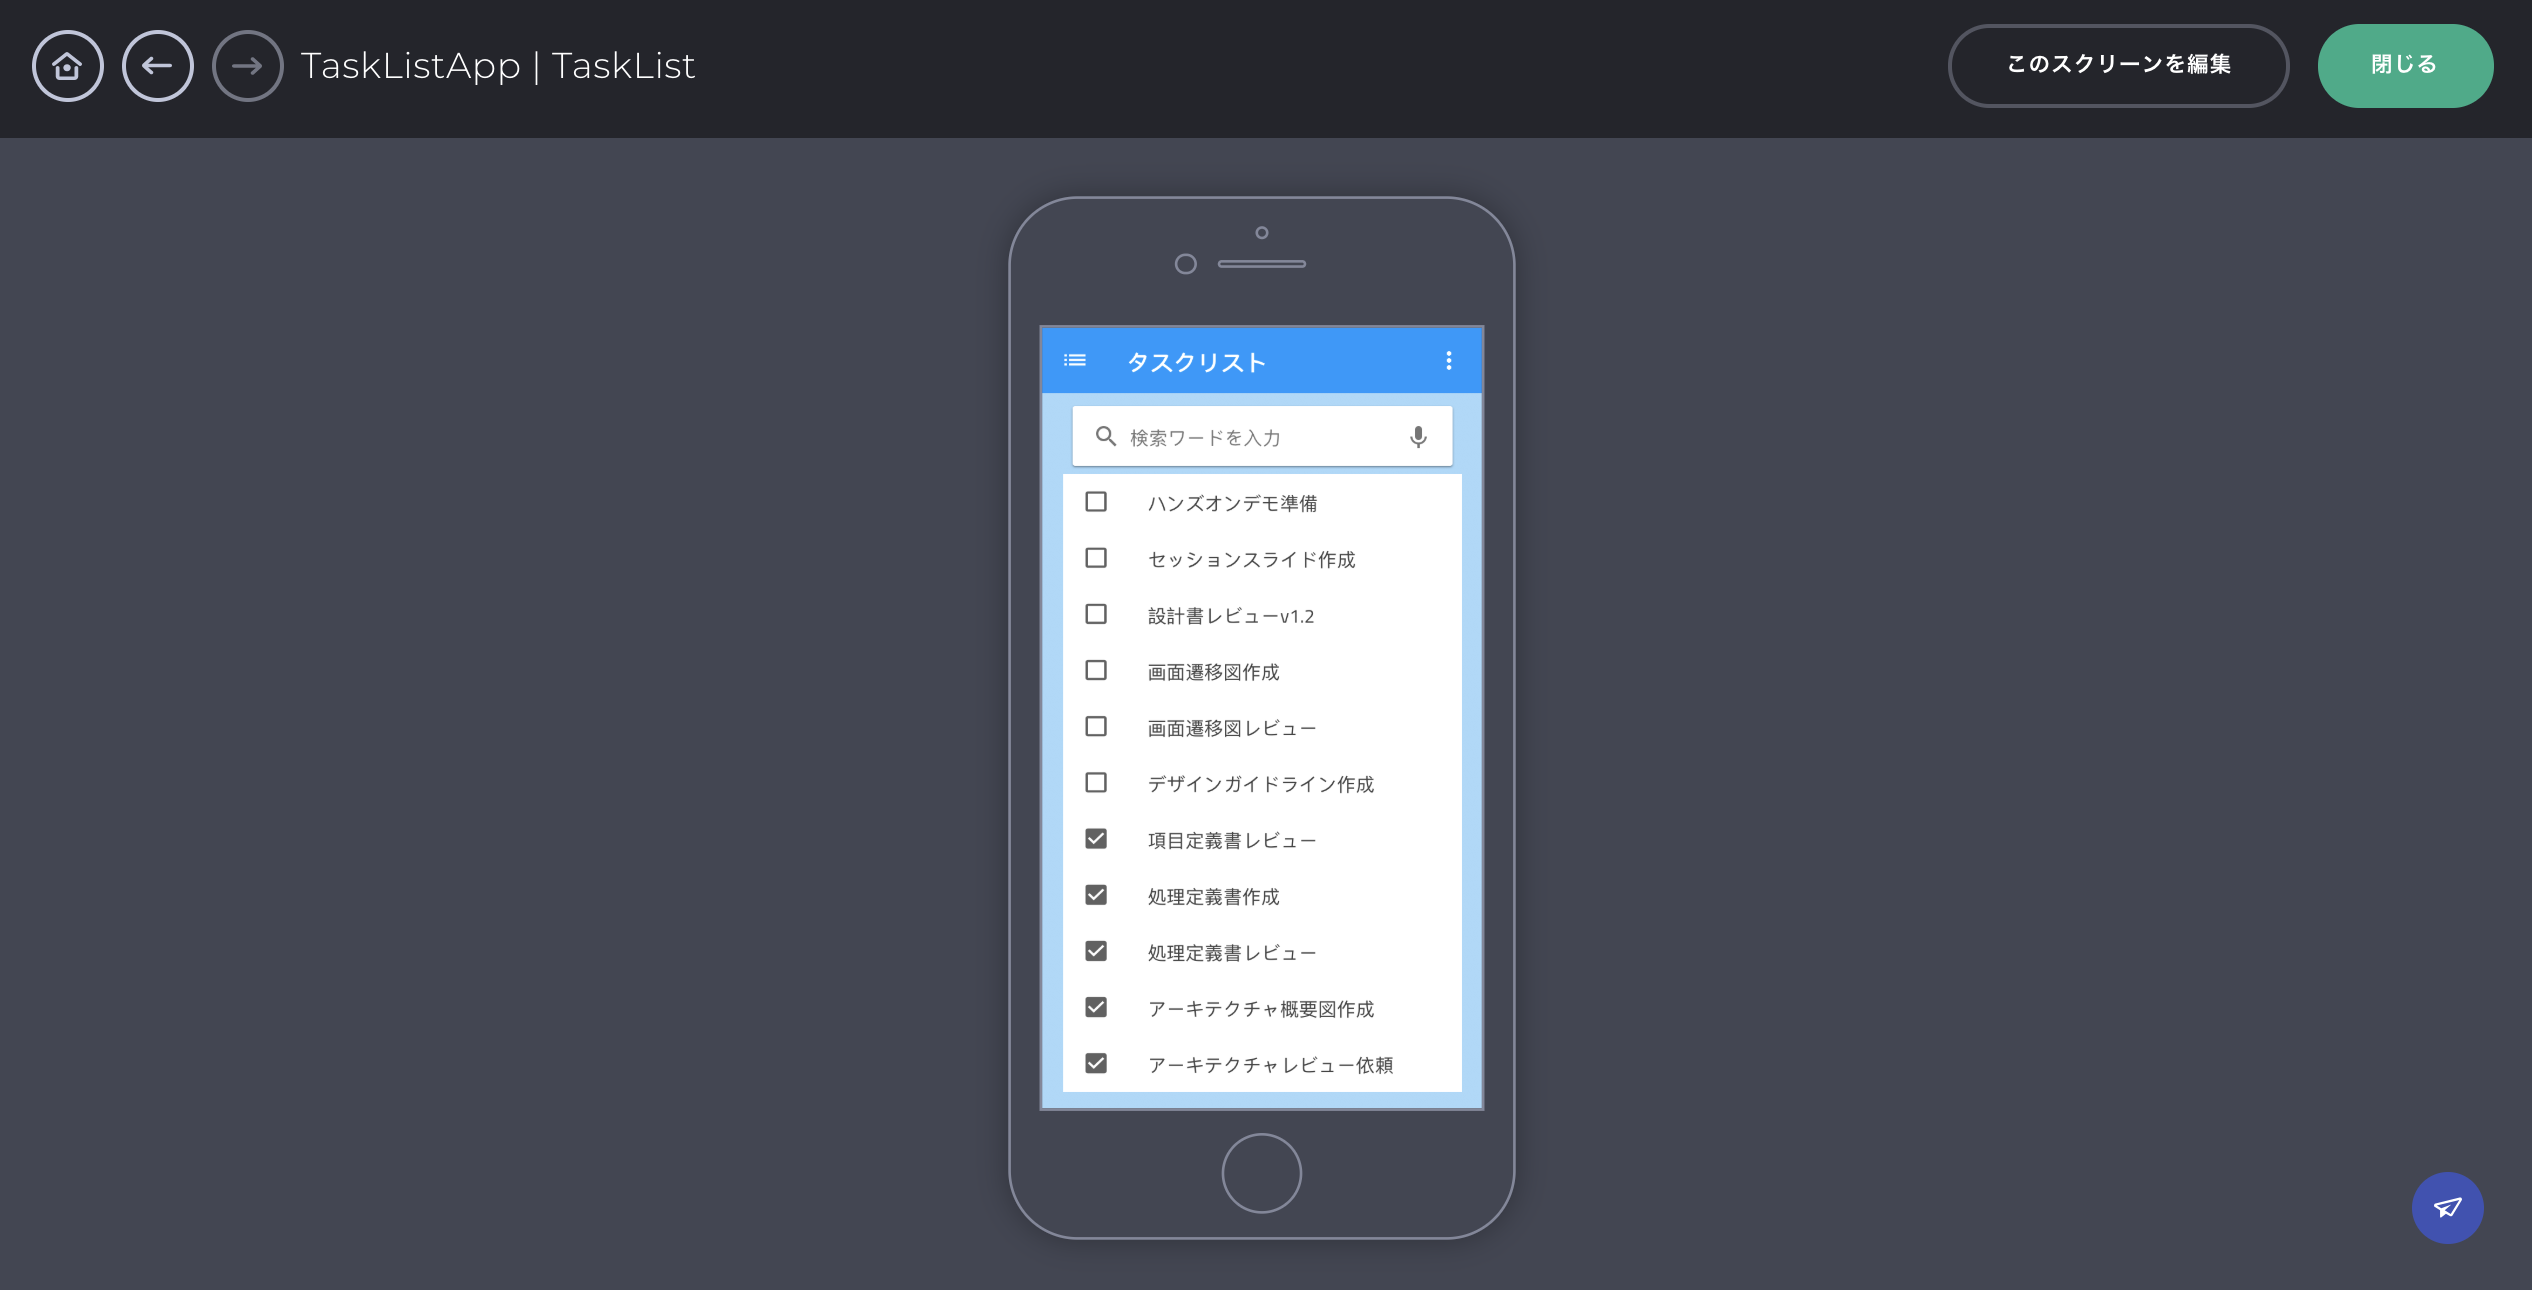 TaskListApp | TaskList
このスクリーンを編集
閉じる
タスクリスト
検索ワードを入力
ハンズオンデモ準備
セッションスライド作成
設計書レビューv1.2
画面遷移図作成
画面遷移図レビュー
デザインガイドライン作成
項目定義書レビュー
処理定義書作成
処理定義書レビュー
アーキテクチャ概要図作成
アーキテクチャレビュー依頼